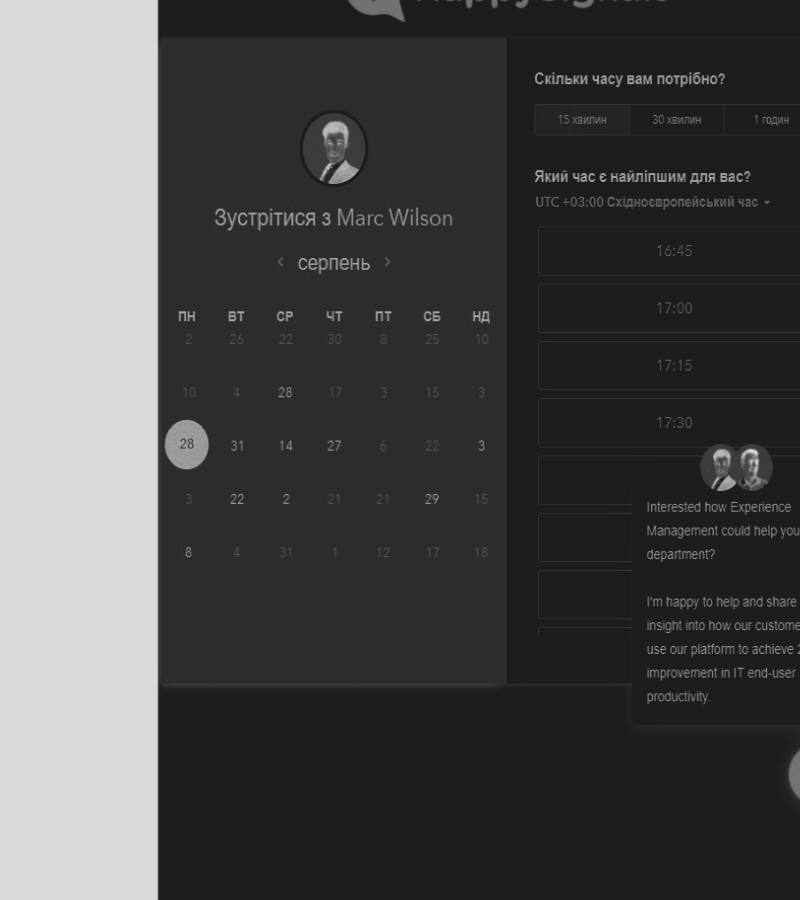 Зустрітися з Marc Wilson
серпень
ПН ВТ СР ЧТ ПТ СБ НД
2 26 22 30 8 25 10
10 4 28 17 3 15 3
28 31 14 27 6 22 3
3 22 2 21 21 29 15
8 4 31 1 12 17 18
Скільки часу вам потрібно?
15 хвилин 30 хвилин 1 годин
Який час є найліпшим для вас?
UTC +03:00 Східноєвропейський час
16:45
17:00
17:15
17:30
Interested how Experience
Management could help you
department?
I'm happy to help and share
insight into how our custome
use our platform to achieve 2
improvement in IT end-user
productivity.